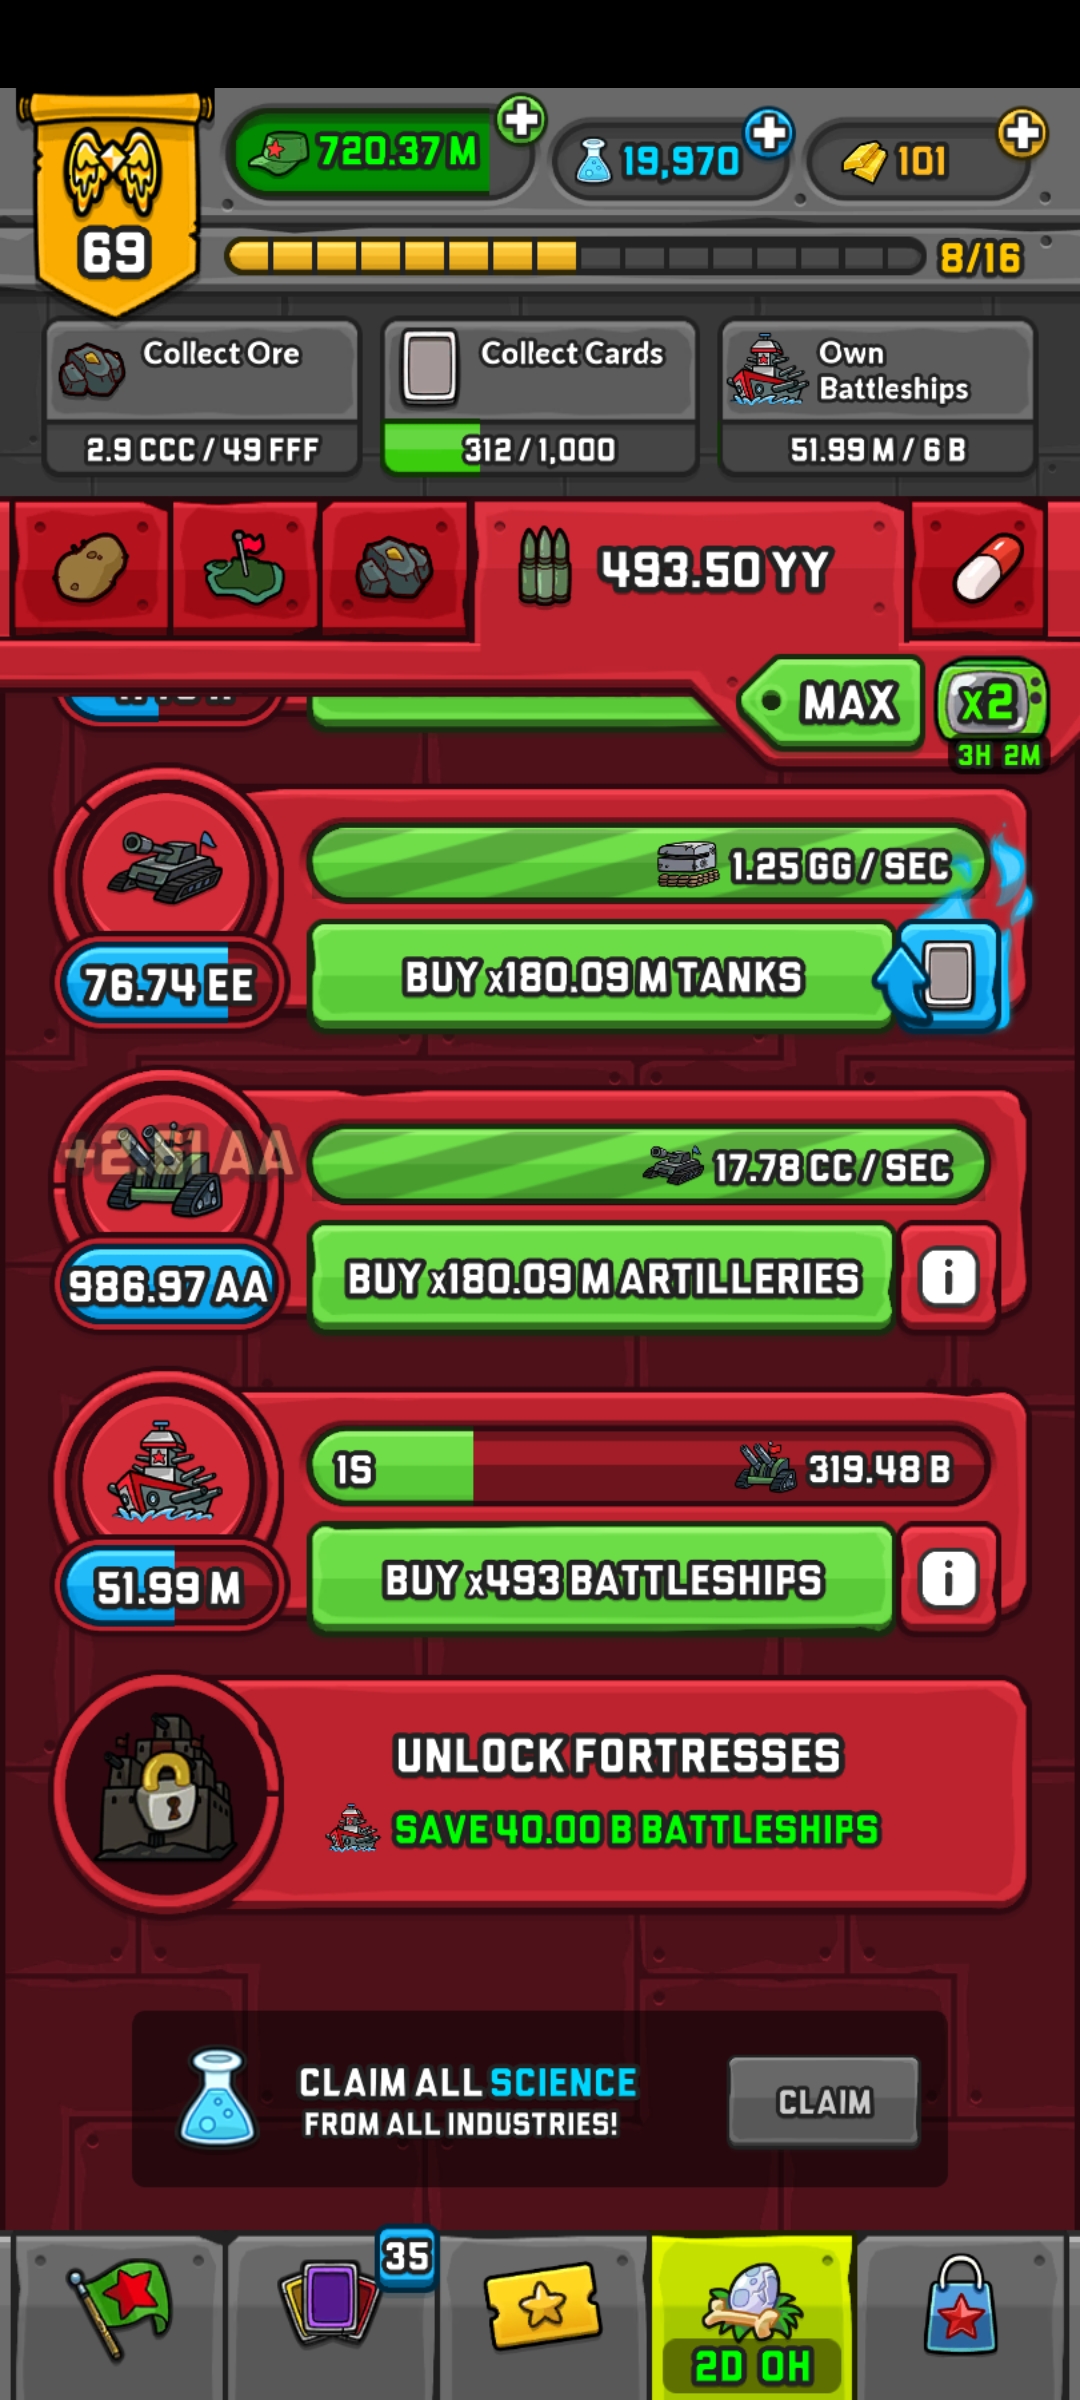 69
720.37 M
19,970
101
8/16
Collect Ore
2.9 CCC / 49 FFF
Collect Cards
312 / 1,000
Own
Battleships
51.99 M / 6 B
493.50 YY
MAX
x2
3H 2M
1.25 GG / SEC
76.74 EE
BUY x180.09 M TANKS
17.78 CC / SEC
986.97 AA
BUY x180.09 M ARTILLERIES
1S
319.48 B
51.99 M
BUY x493 BATTLESHIPS
UNLOCK FORTRESSES
SAVE 40.00 B BATTLESHIPS
CLAIM ALL SCIENCE
FROM ALL INDUSTRIES!
CLAIM
35
2D 0H